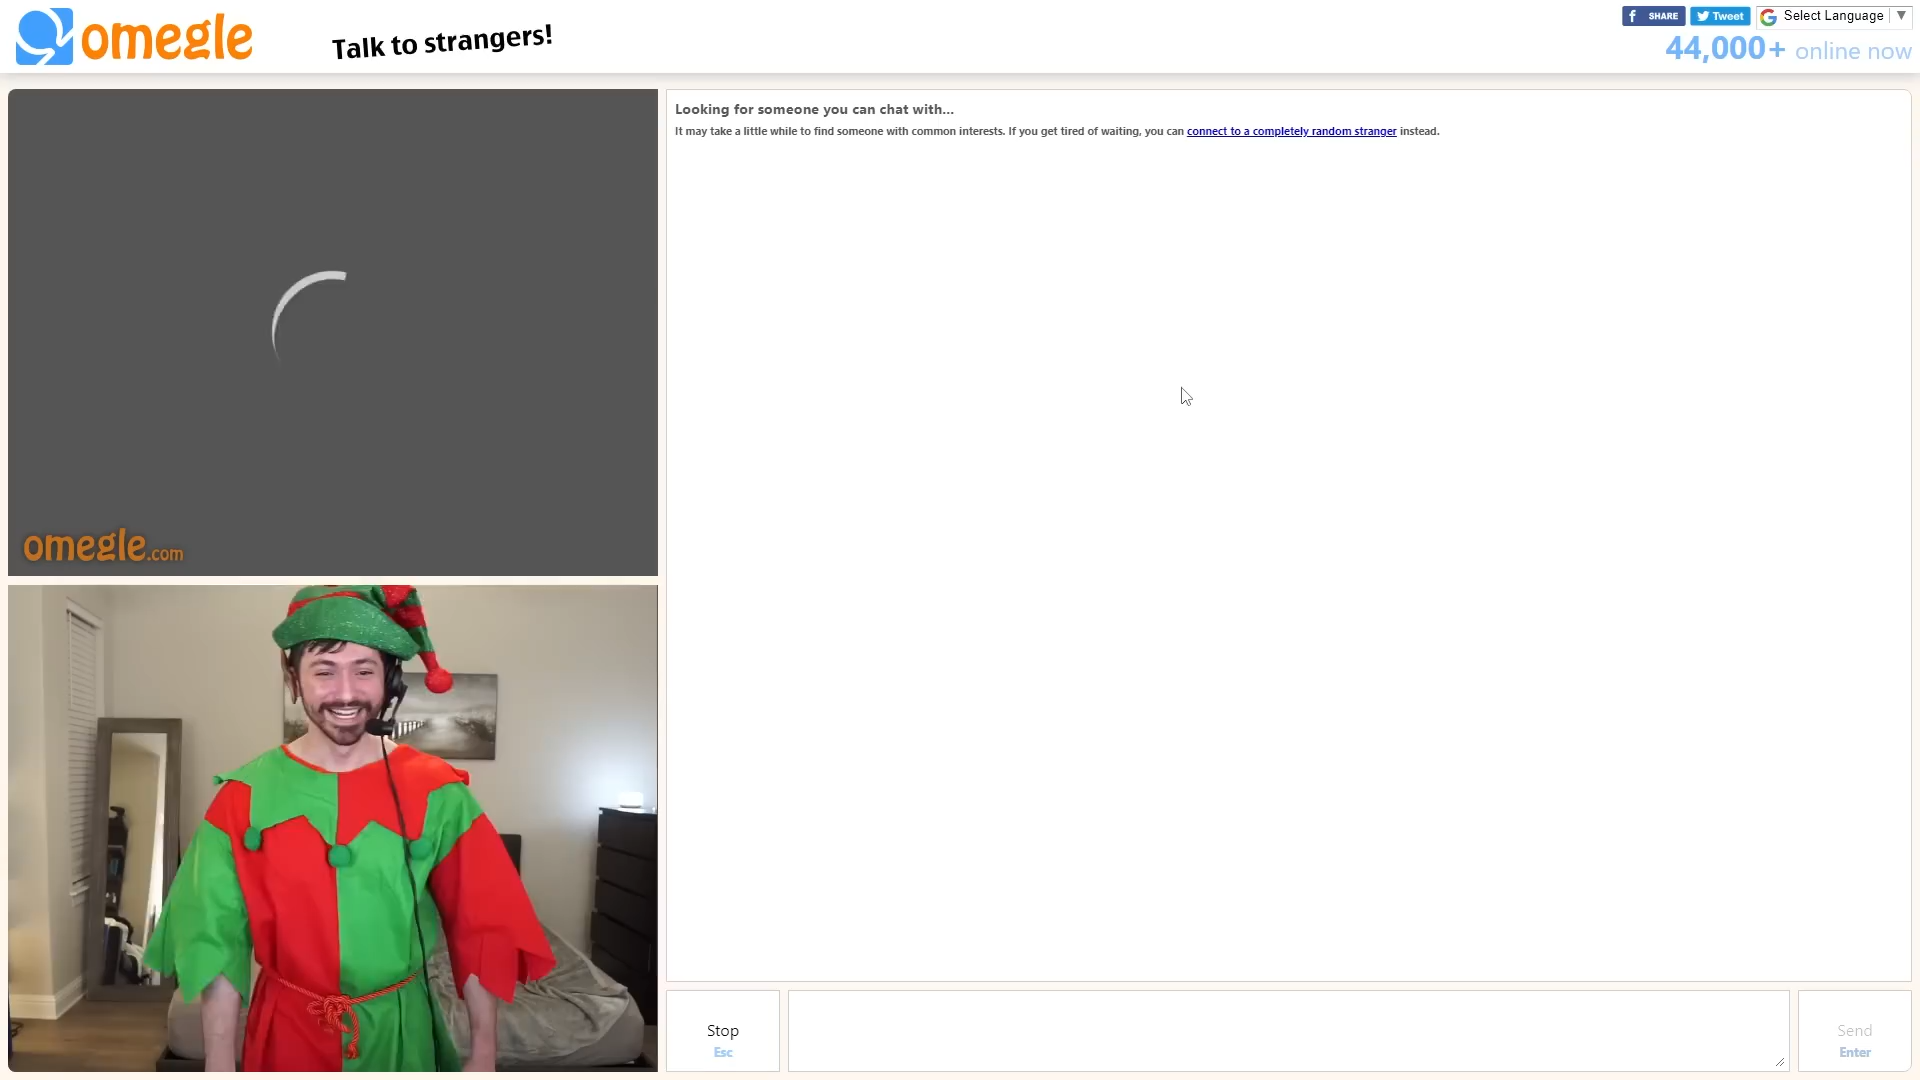 omegle
Talk to strangers!
SHARE
Tweet
Select Language ▼
44,000+ online now
Looking for someone you can chat with...
It may take a little while to find someone with common interests. If you get tired of waiting, you can connect to a completely random stranger instead.
omegle.com
Stop
Esc
Send
Enter